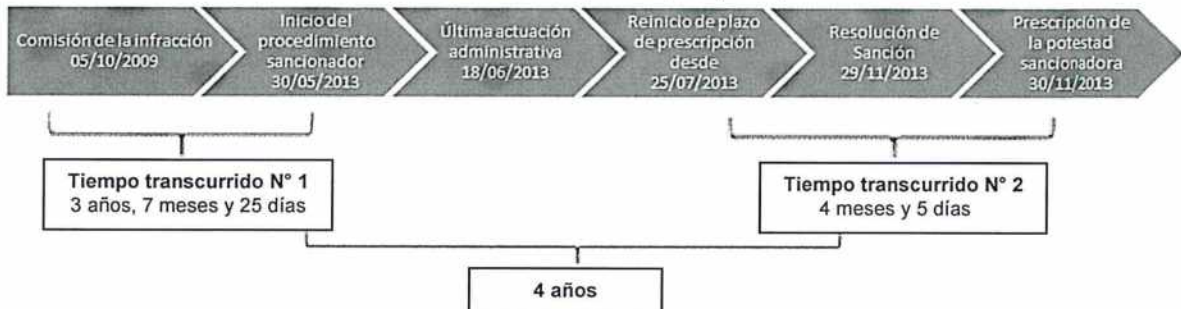 Comisión de la infracción
05/10/2009
Inicio del
procedimiento
sancionador
30/05/2013
Última actuación
administrativa
18/06/2013
Reinicio de plazo
de prescripción
desde
25/07/2013
Resolución de
Sanción
29/11/2013
Prescripción de
la potestad
sancionadora
30/11/2013
Tiempo transcurrido N° 1
3 años, 7 meses y 25 días
Tiempo transcurrido N° 2
4 meses y 5 días
4 años